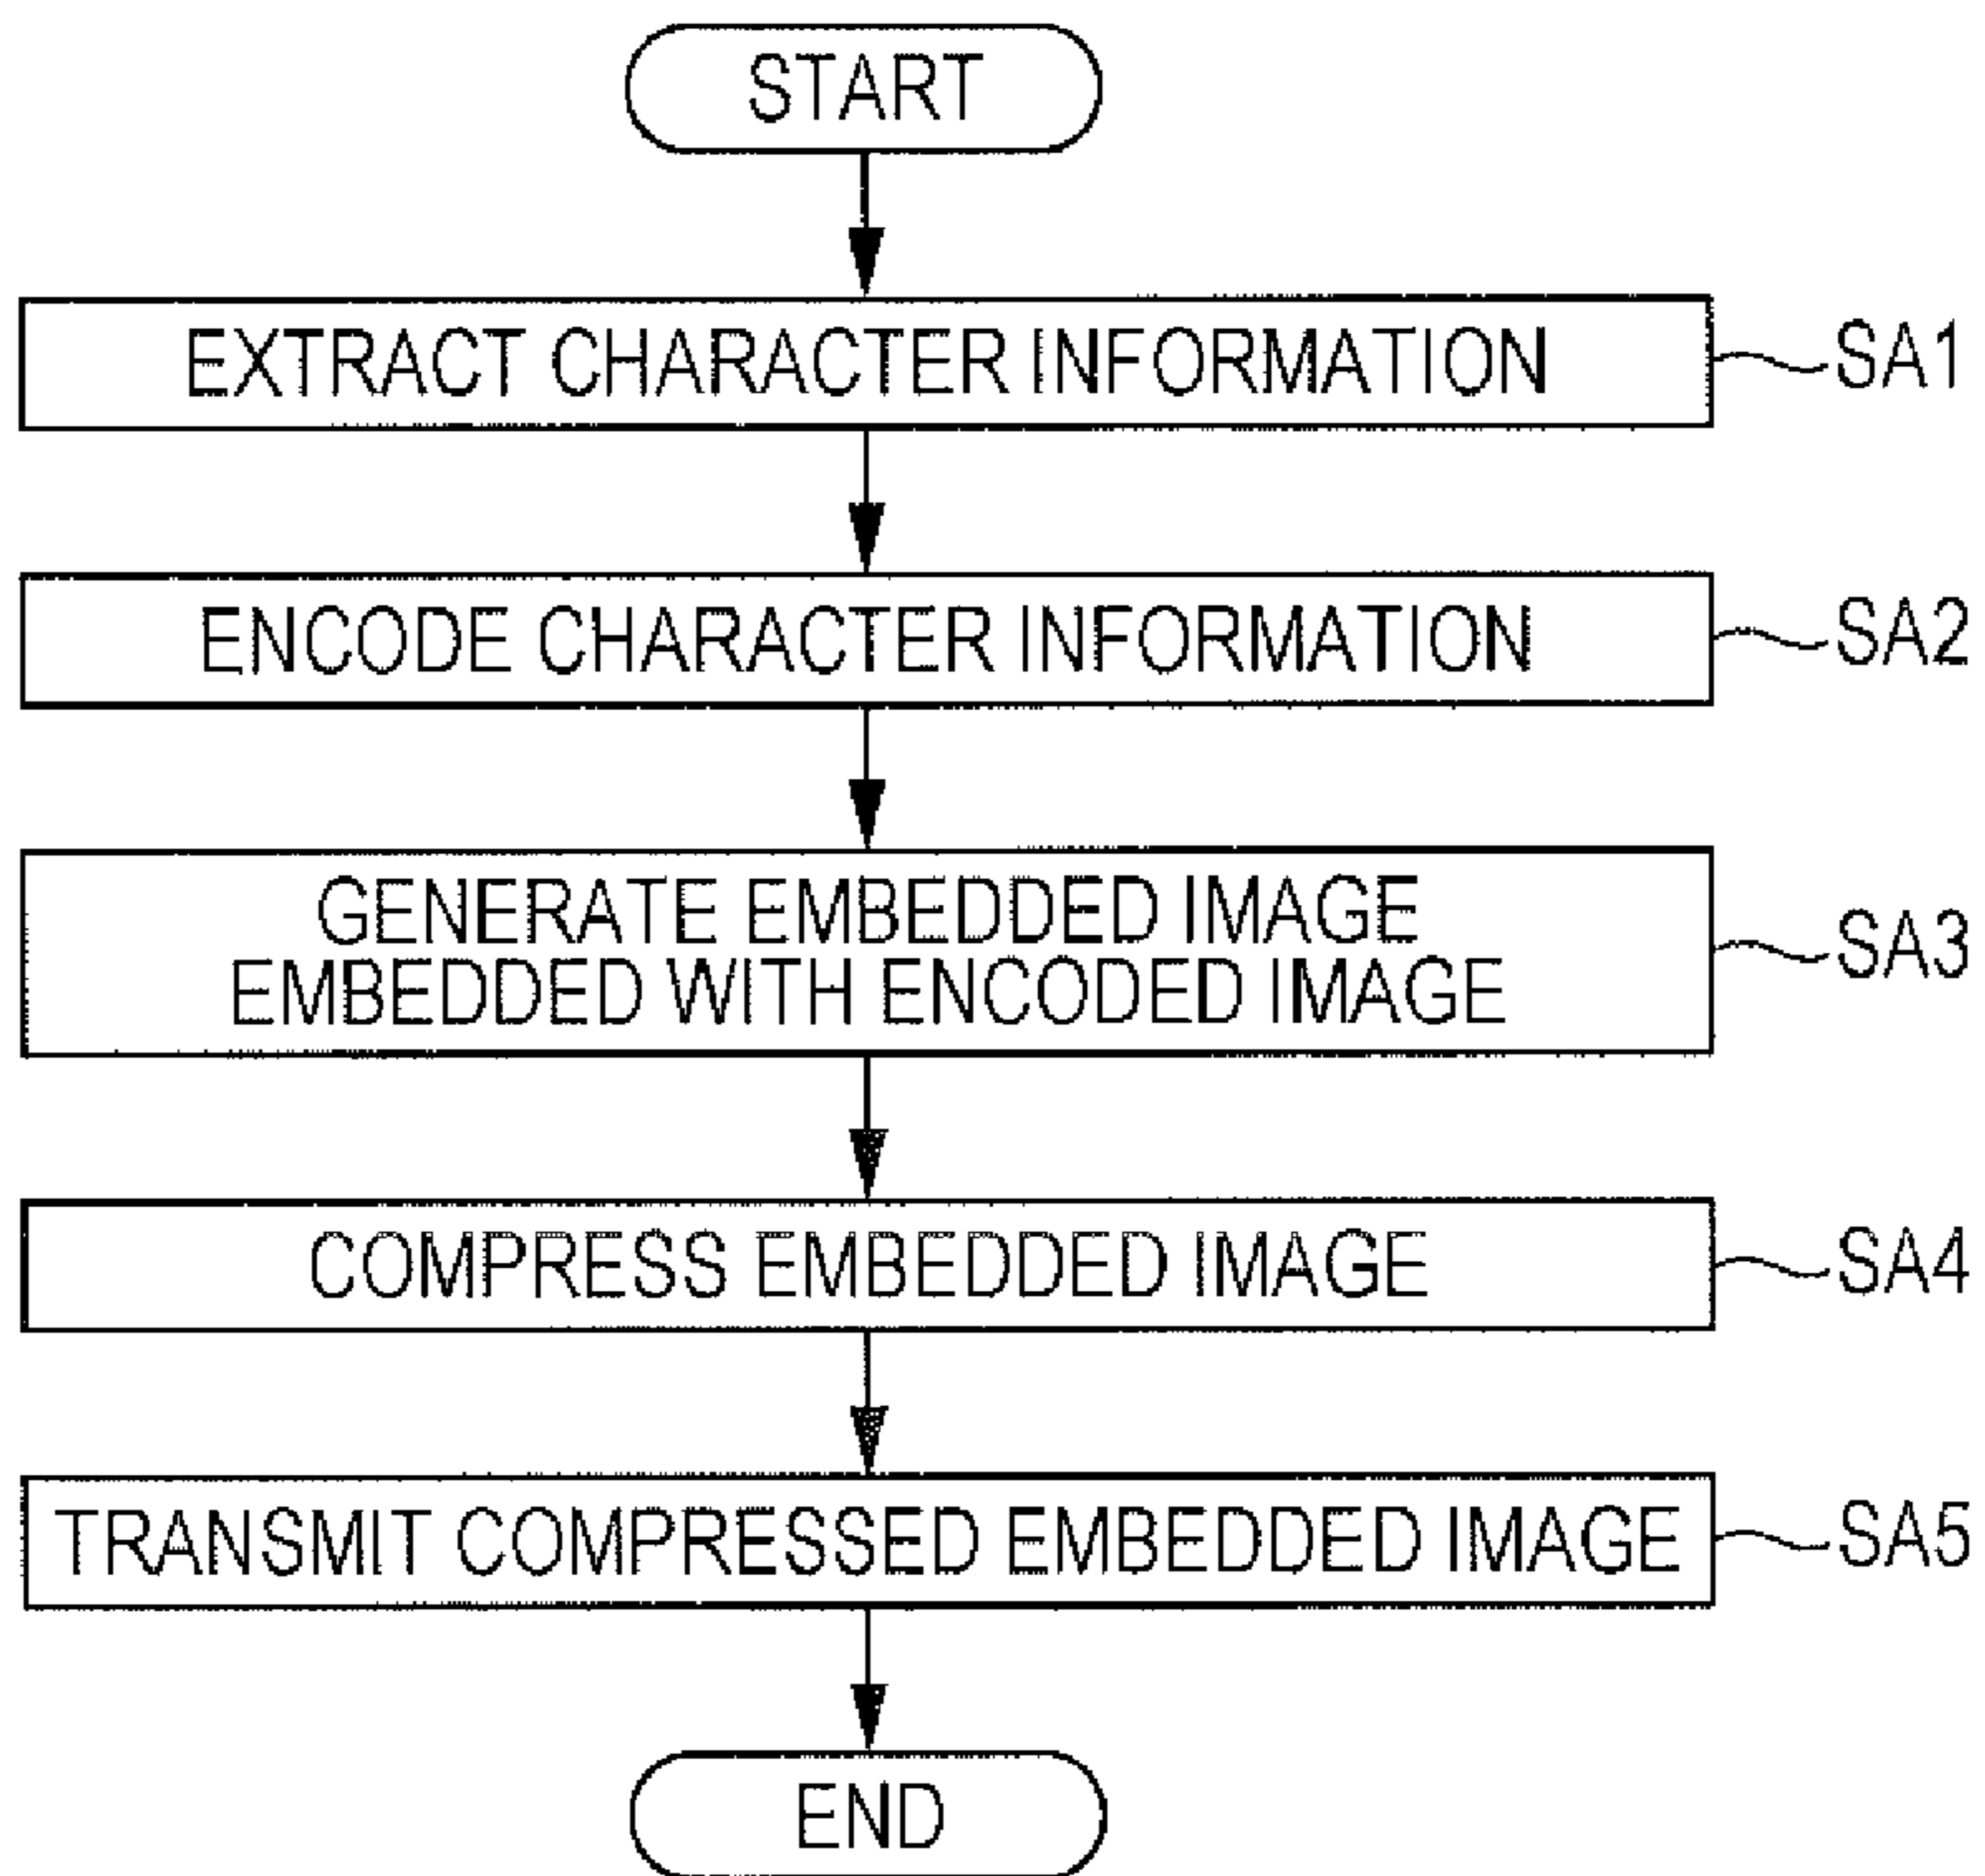 START
EXTRACT CHARACTER INFORMATION
SA1
ENCODE CHARACTER INFORMATION
SA2
GENERATE EMBEDDED IMAGE
EMBEDDED WITH ENCODED IMAGE
SA3
COMPRESS EMBEDDED IMAGE
SA4
TRANSMIT COMPRESSED EMBEDDED IMAGE
SA5
END